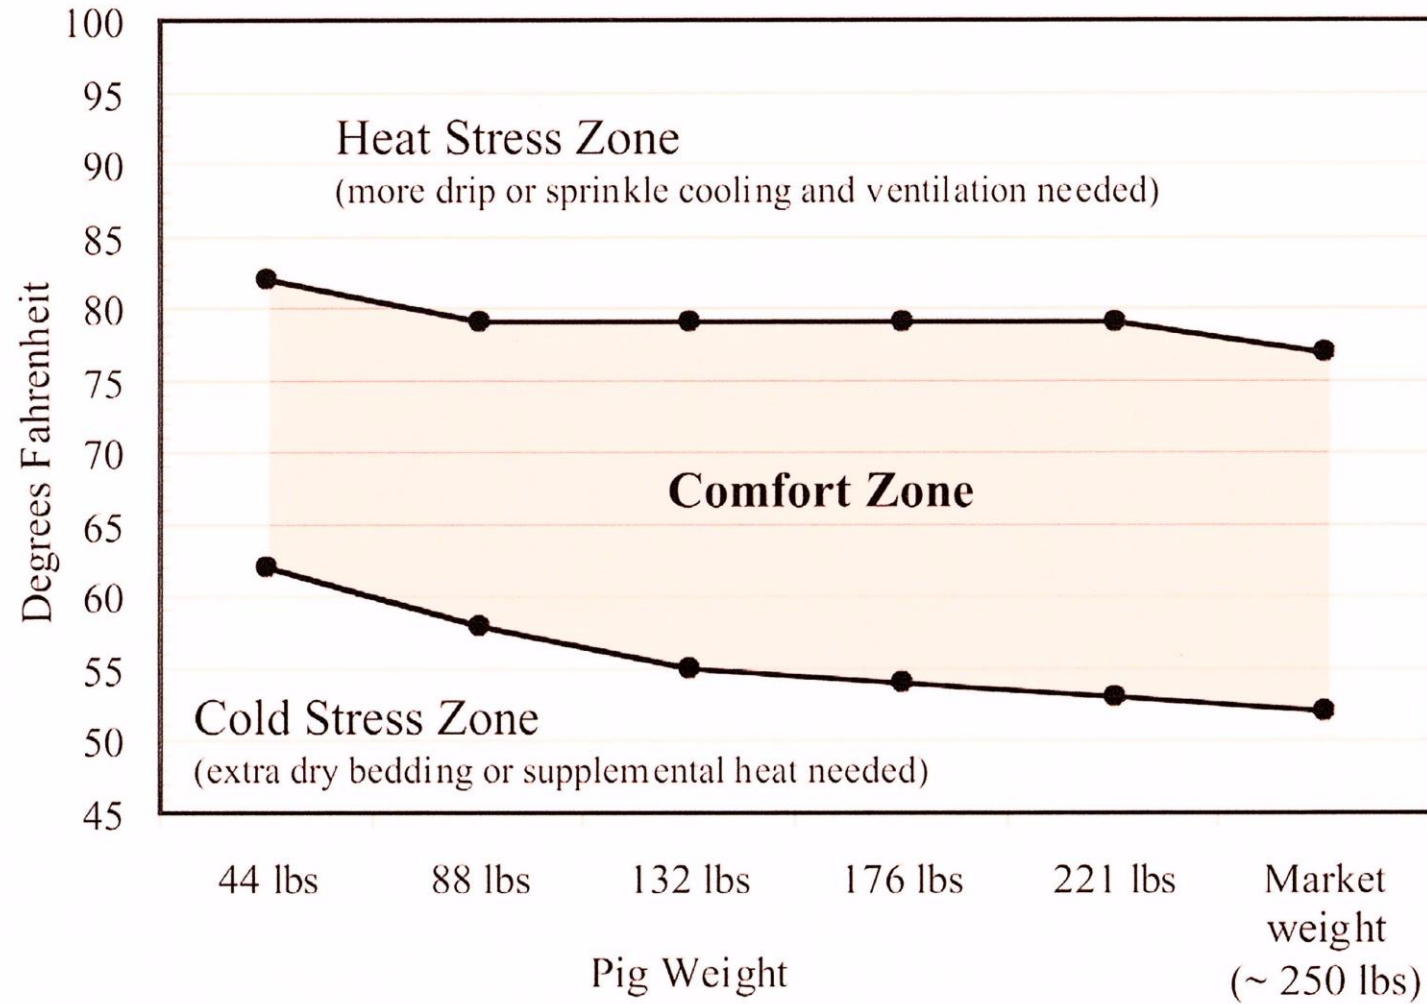 100
95
90
85
80
75
70
65
60
55
50
45
Degrees Fahrenheit
Heat Stress Zone
(more drip or sprinkle cooling and ventilation needed)
Comfort Zone
Cold Stress Zone
(extra dry bedding or supplemental heat needed)
44 lbs
88 lbs
132 lbs
176 lbs
221 lbs
Market
weight
(~ 250 lbs)
Pig Weight